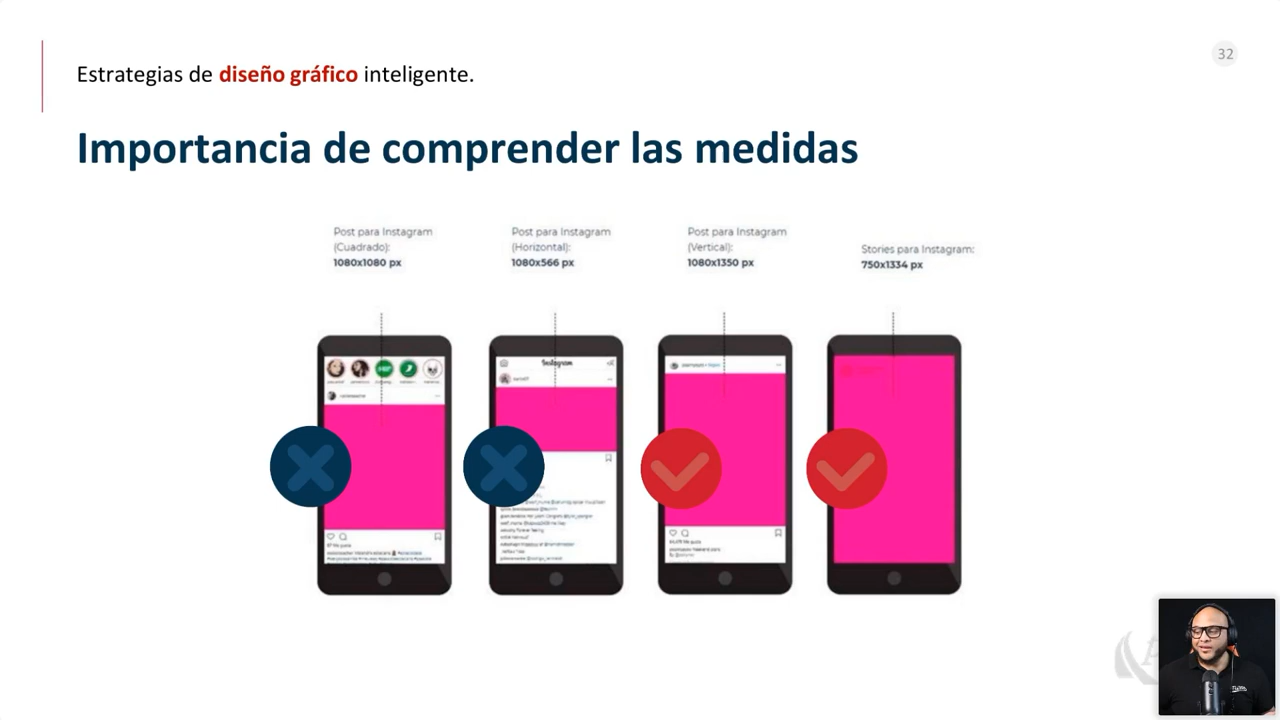 32
Estrategias de diseño gráfico inteligente.
Importancia de comprender las medidas
Post para Instagram
(Cuadrado):
1080x1080 px
Post para Instagram
(Horizontal):
1080x566 px
Post para Instagram
(Vertical):
1080x1350 px
Stories para Instagram:
750x1334 px
Instagram